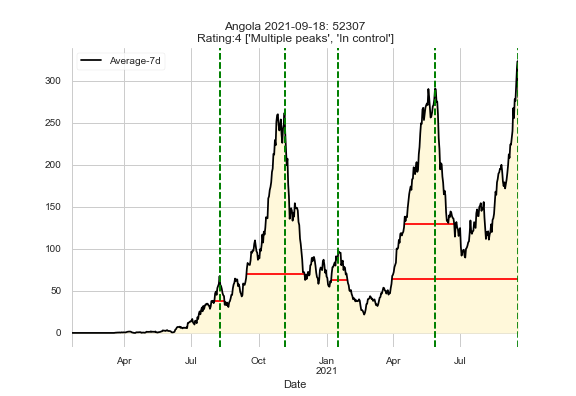 Angola 2021-09-18: 52307
Rating:4 ['Multiple peaks', 'In control']
Average-7d
300
250
200
150
100
50
0
Apr Jul Oct Jan Apr Jul
2021
Date